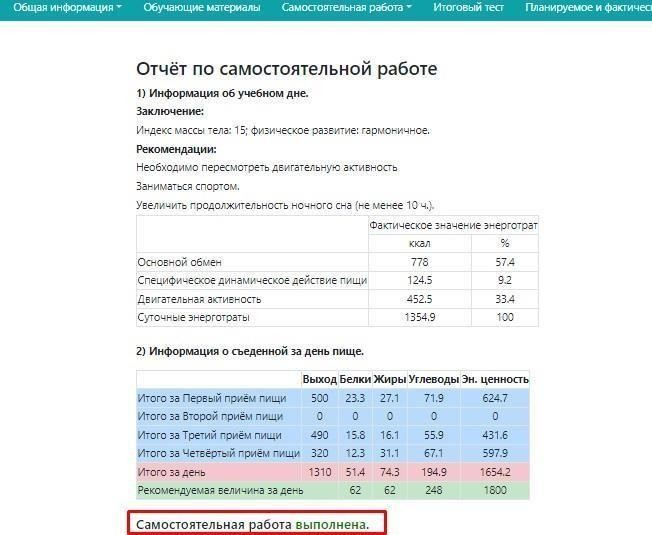 Общая информация Обучающие материалы Самостоятельная работа Итоговый тест Планируемое и фактичес
Отчёт по самостоятельной работе
1) Информация об учебном дне.
Заключение:
Индекс массы тела: 15; физическое развитие: гармоничное.
Рекомендации:
Необходимо пересмотреть двигательную активность
Заниматься спортом.
Увеличить продолжительность ночного сна (не менее 10 ч.).
Фактическое значение энерготрат
ккал %
Основной обмен 778 57.4
Специфическое динамическое действие пищи 124.5 9.2
Двигательная активность 452.5 33.4
Суточные энерготраты 1354.9 100
2) Информация о съеденной за день пище.
Выход Белки Жиры Углеводы Эн. ценность
Итого за Первый приём пищи 500 23.3 27.1 71.9 624.7
Итого за Второй приём пищи 0 0 0 0 0
Итого за Третий приём пищи 490 15.8 16.1 55.9 431.6
Итого за Четвёртый приём пищи 320 12.3 31.1 67.1 597.9
Итого за день 1310 51.4 74.3 194.9 1654.2
Рекомендуемая величина за день 62 62 248 1800
Самостоятельная работа выполнена.